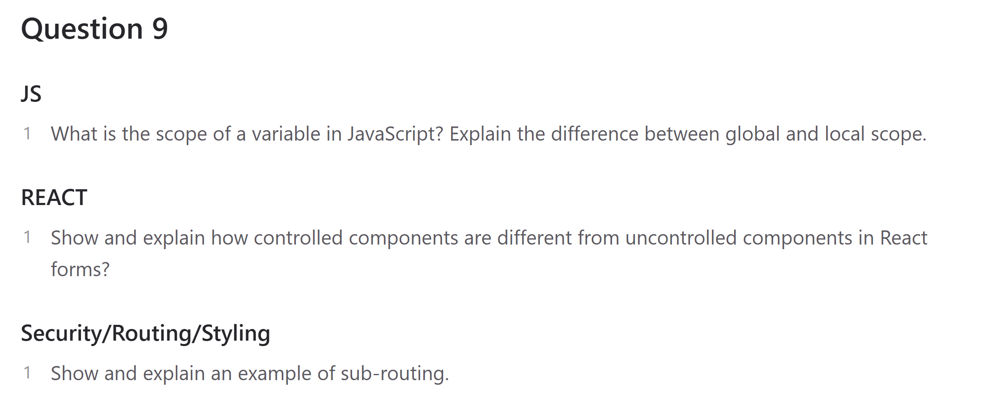 Question 9
JS
1 What is the scope of a variable in JavaScript? Explain the difference between global and local scope.
REACT
1 Show and explain how controlled components are different from uncontrolled components in React
forms?
Security/Routing/Styling
1 Show and explain an example of sub-routing.